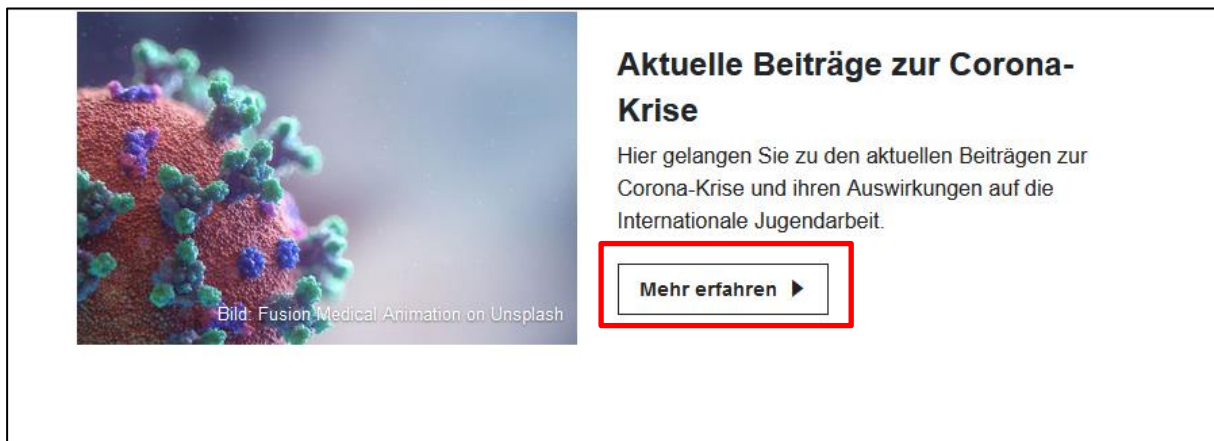 Aktuelle Beiträge zur Corona-
Krise
Hier gelangen Sie zu den aktuellen Beiträgen zur
Corona-Krise und ihren Auswirkungen auf die
Internationale Jugendarbeit.
Mehr erfahren
Bild: Fusion Medical Animation on Unsplash